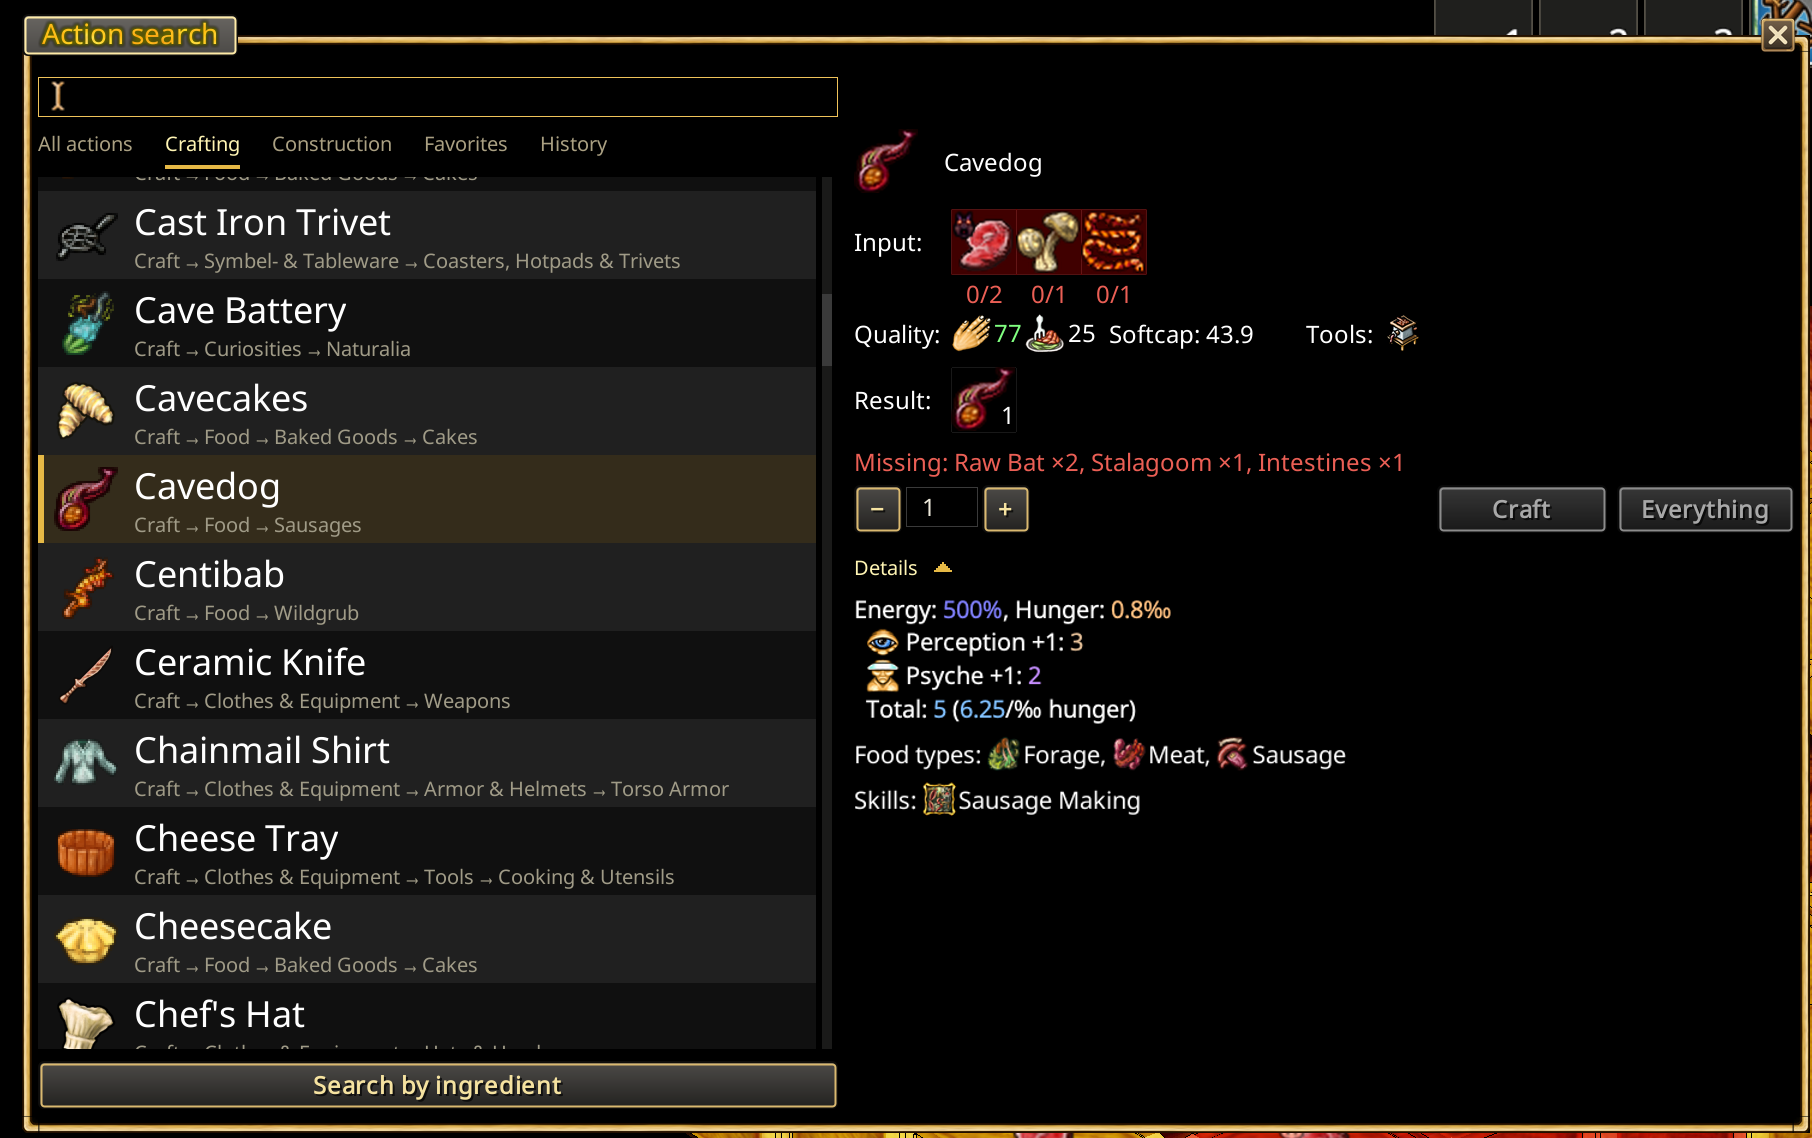 Action search
All actions Crafting Construction Favorites History
Craft → Food → Baked Goods → Cakes
Cast Iron Trivet
Craft → Symbel- & Tableware → Coasters, Hotpads & Trivets
Cave Battery
Craft → Curiosities → Naturalia
Cavecakes
Craft → Food → Baked Goods → Cakes
Cavedog
Craft → Food → Sausages
Centibab
Craft → Food → Wildgrub
Ceramic Knife
Craft → Clothes & Equipment → Weapons
Chainmail Shirt
Craft → Clothes & Equipment → Armor & Helmets → Torso Armor
Cheese Tray
Craft → Clothes & Equipment → Tools → Cooking & Utensils
Cheesecake
Craft → Food → Baked Goods → Cakes
Chef's Hat
Search by ingredient
Cavedog
Input:
0/2 0/1 0/1
Quality: 77 25 Softcap: 43.9 Tools:
Result: 1
Missing: Raw Bat ×2, Stalagoom ×1, Intestines ×1
− 1 + Craft Everything
Details
Energy: 500%, Hunger: 0.8‰
Perception +1: 3
Psyche +1: 2
Total: 5 (6.25/‰ hunger)
Food types: Forage, Meat, Sausage
Skills: Sausage Making